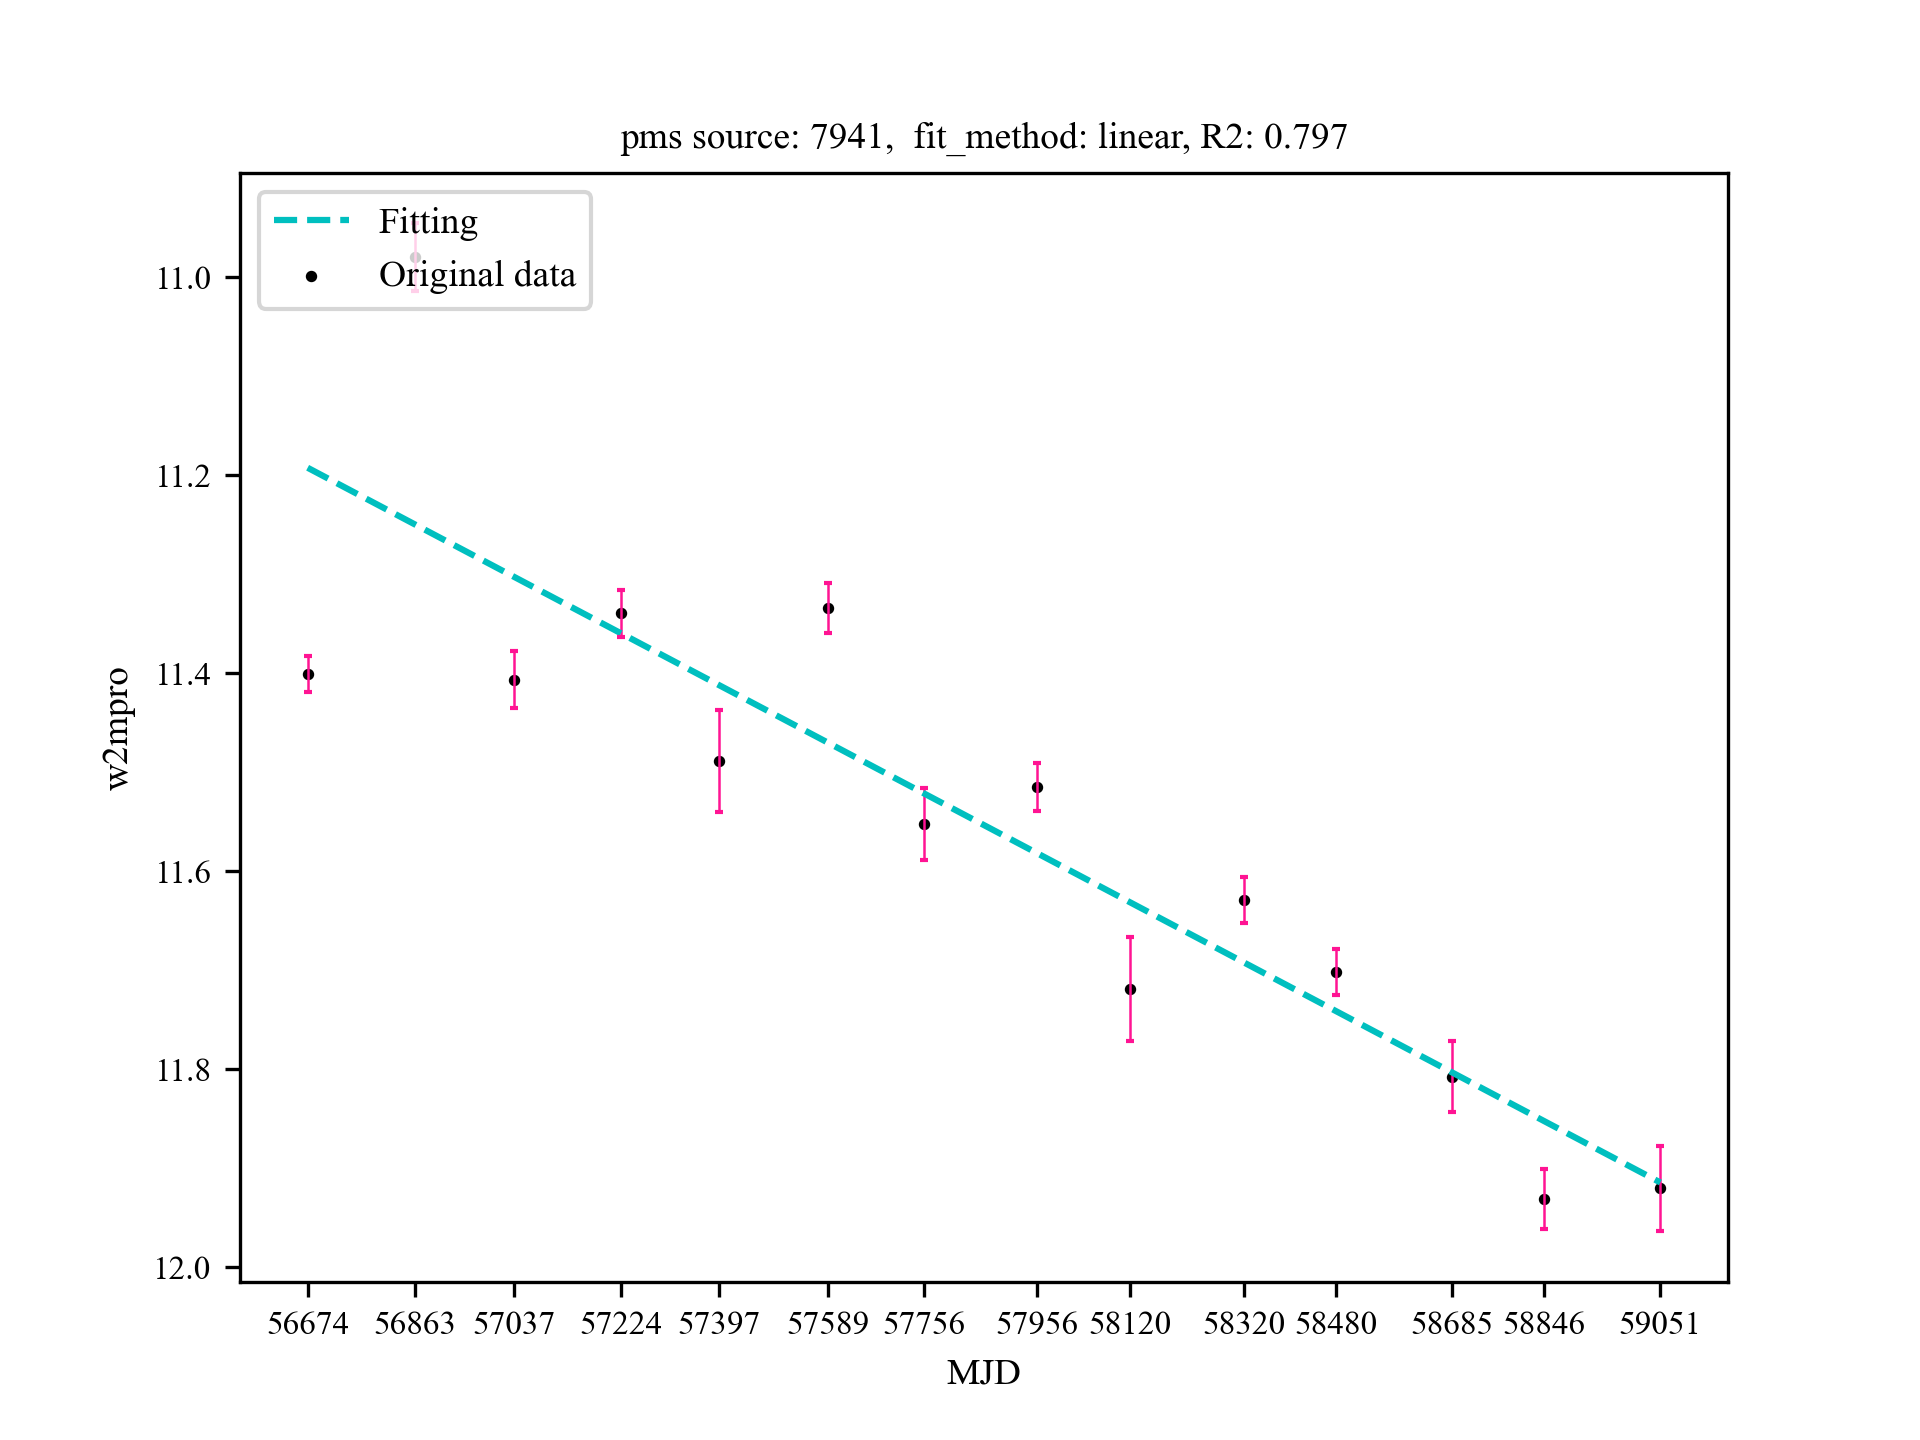 pms source: 7941,  fit_method: linear, R2: 0.797
Fitting
Original data
11.0
11.2
11.4
11.6
11.8
12.0
w2mpro
56674 56863 57037 57224 57397 57589 57756 57956 58120 58320 58480 58685 58846 59051
MJD